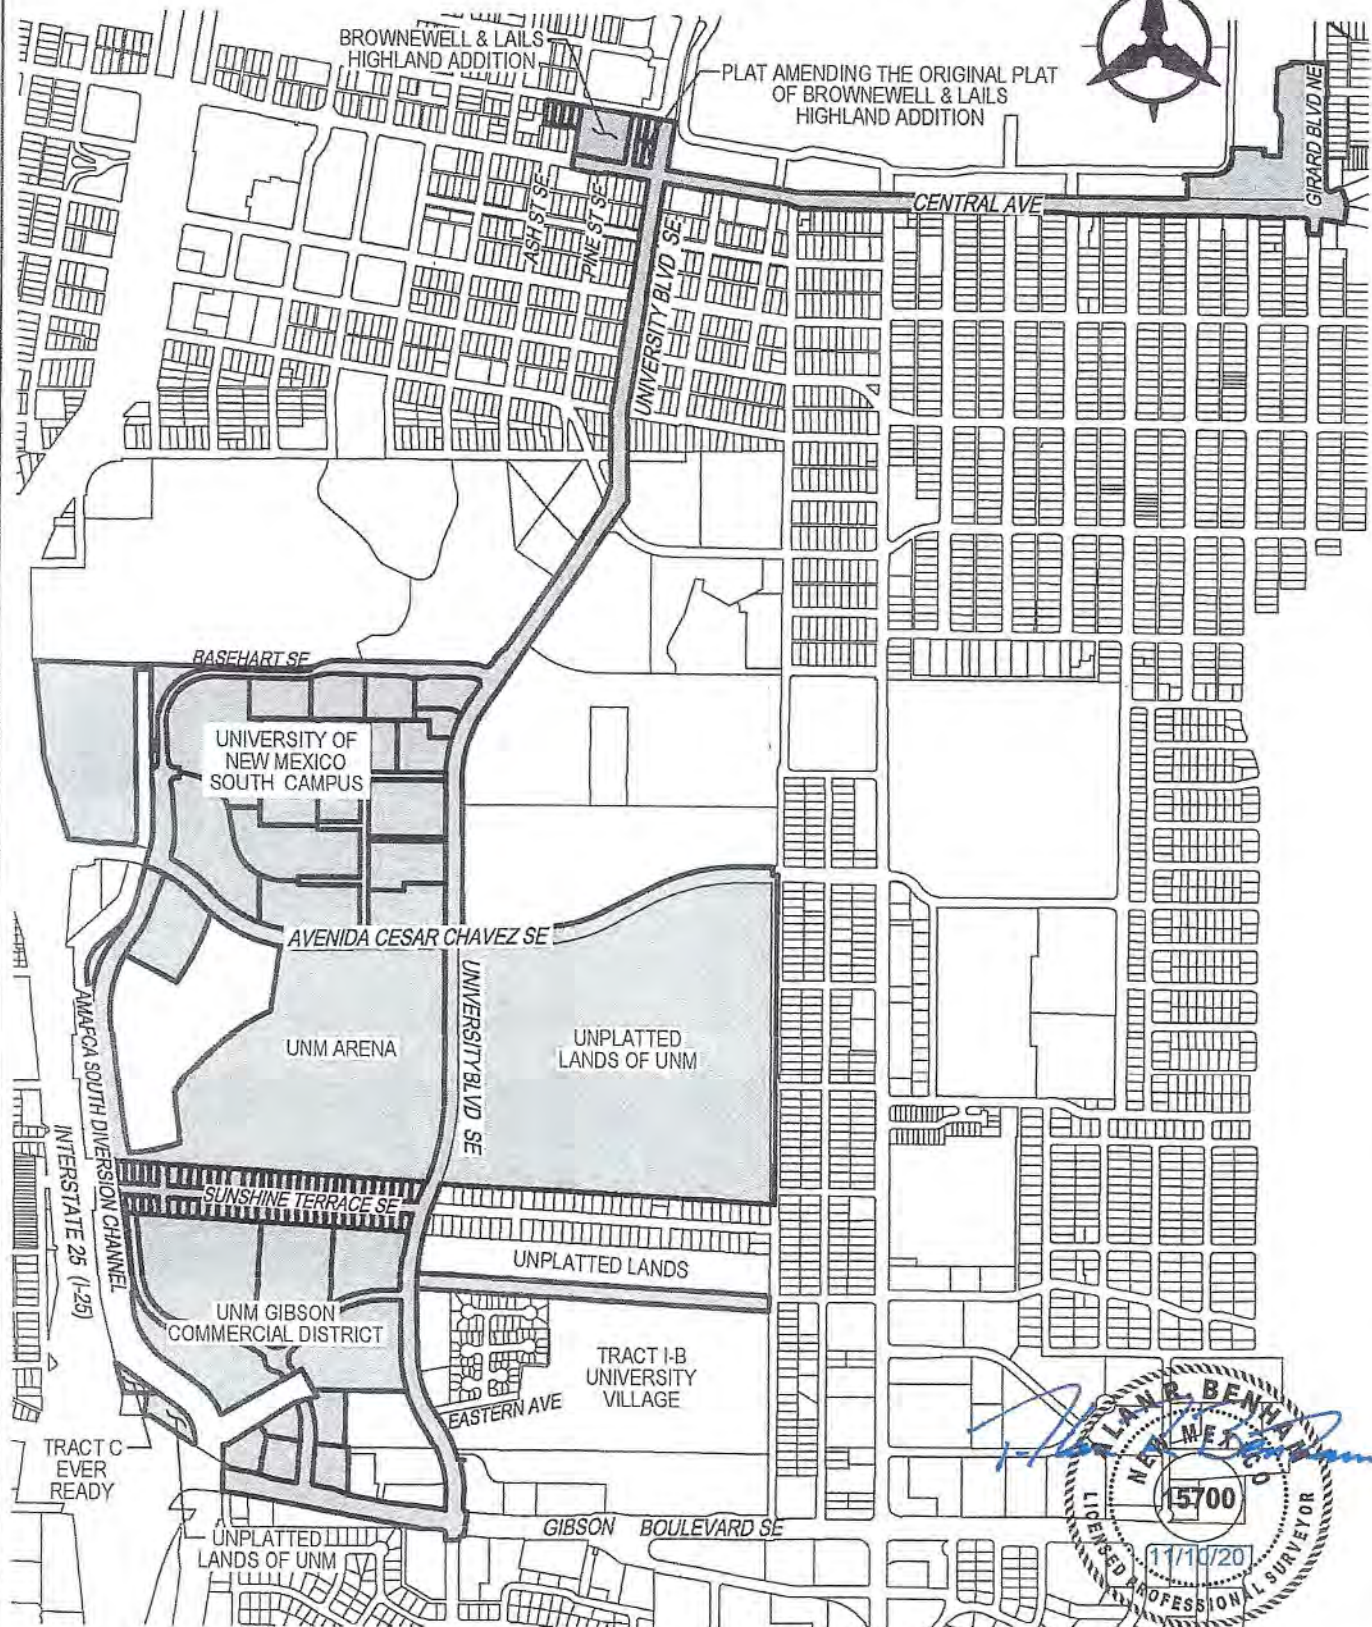 BROWNEWELL & LAILS
HIGHLAND ADDITION
PLAT AMENDING THE ORIGINAL PLAT
OF BROWNEWELL & LAILS
HIGHLAND ADDITION
GIRARD BLVD NE
CENTRAL AVE
ASH ST SE
PINE ST SE
UNIVERSITY BLVD SE
BASEHART SE
UNIVERSITY OF
NEW MEXICO
SOUTH CAMPUS
AVENIDA CESAR CHAVEZ SE
UNIVERSITY BLVD SE
UNM ARENA
UNPLATTED
LANDS OF UNM
AMAFCA SOUTH DIVERSION CHANNEL
INTERSTATE 25 (I-25)
SUNSHINE TERRACE SE
UNPLATTED LANDS
UNM GIBSON
COMMERCIAL DISTRICT
TRACT I-B
UNIVERSITY
VILLAGE
EASTERN AVE
TRACT C
EVER
READY
UNPLATTED
LANDS OF UNM
GIBSON BOULEVARD SE
ALAN R. BENHAM
NEW MEXICO
15700
11/10/20
LICENSED PROFESSIONAL SURVEYOR